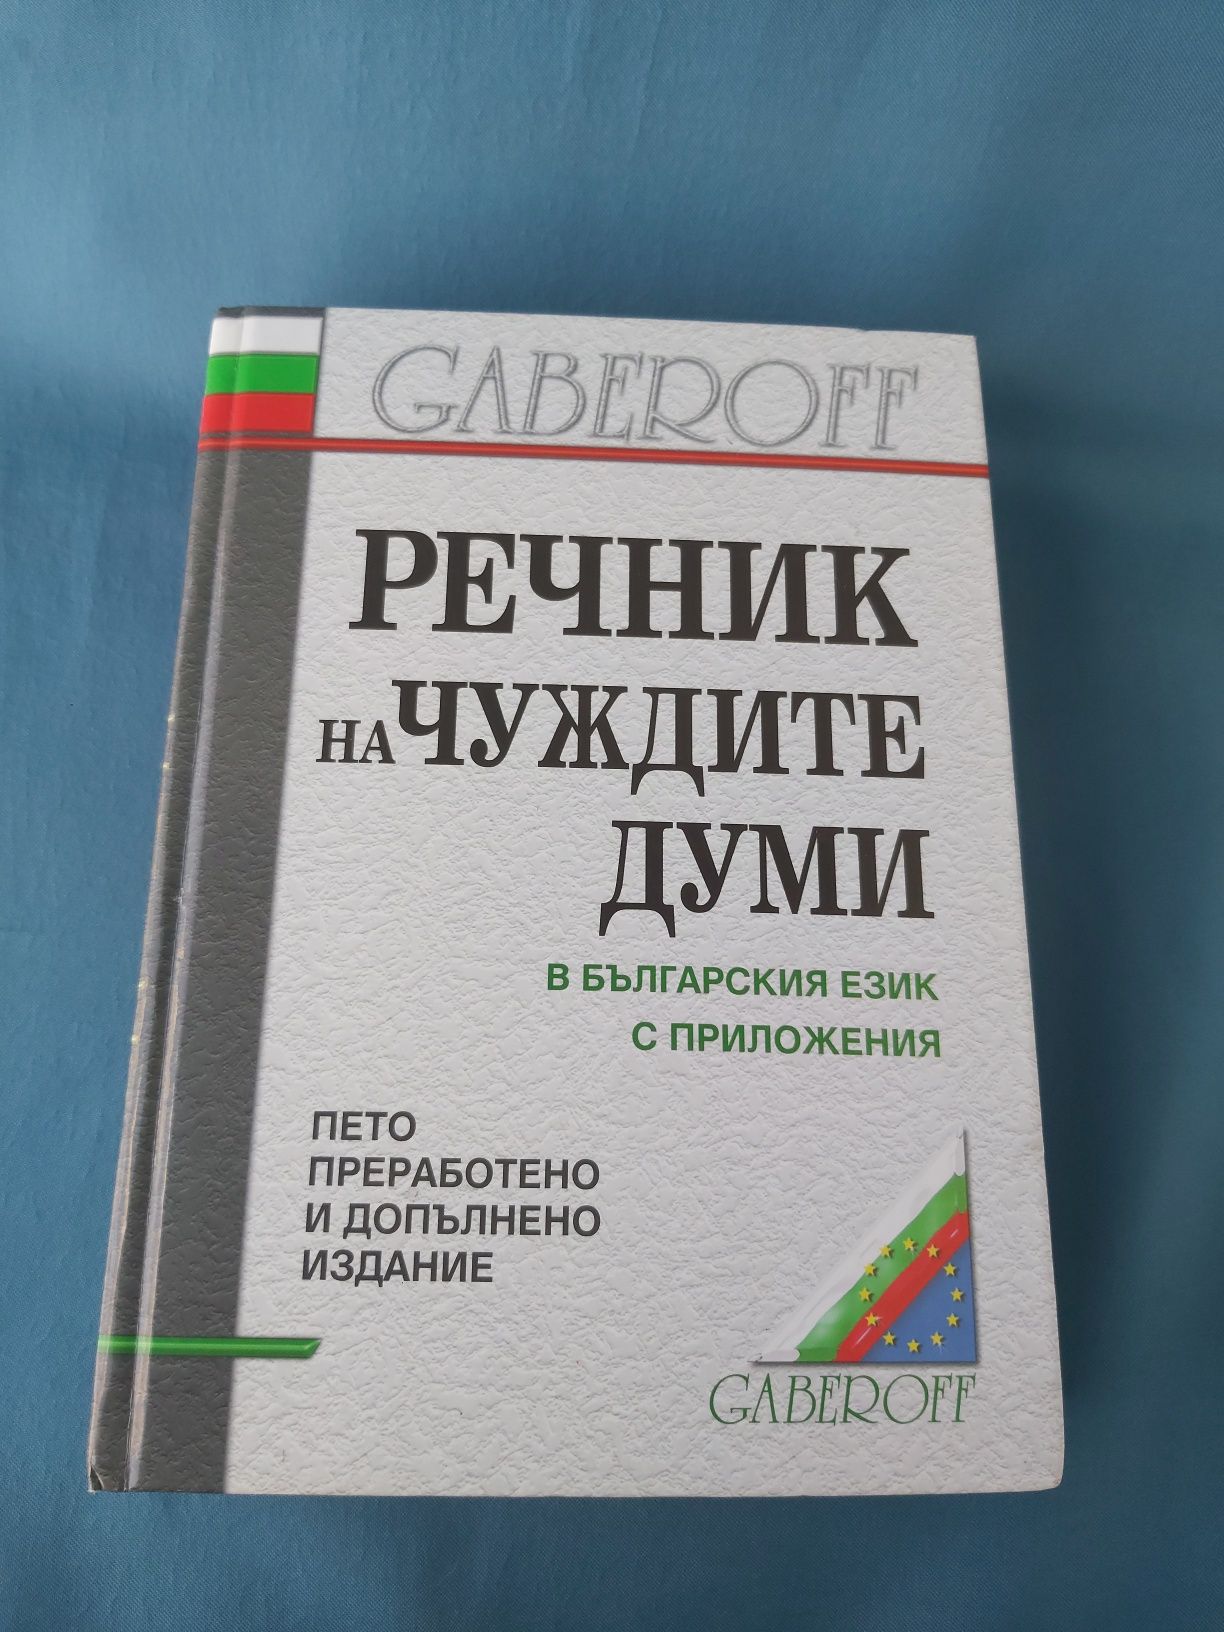 GABEROFF
РЕЧНИК
НА ЧУЖДИТЕ
ДУМИ
В БЪЛГАРСКИЯ ЕЗИК
С ПРИЛОЖЕНИЯ
ПЕТО
ПРЕРАБОТЕНО
И ДОПЪЛНЕНО
ИЗДАНИЕ
GABEROFF